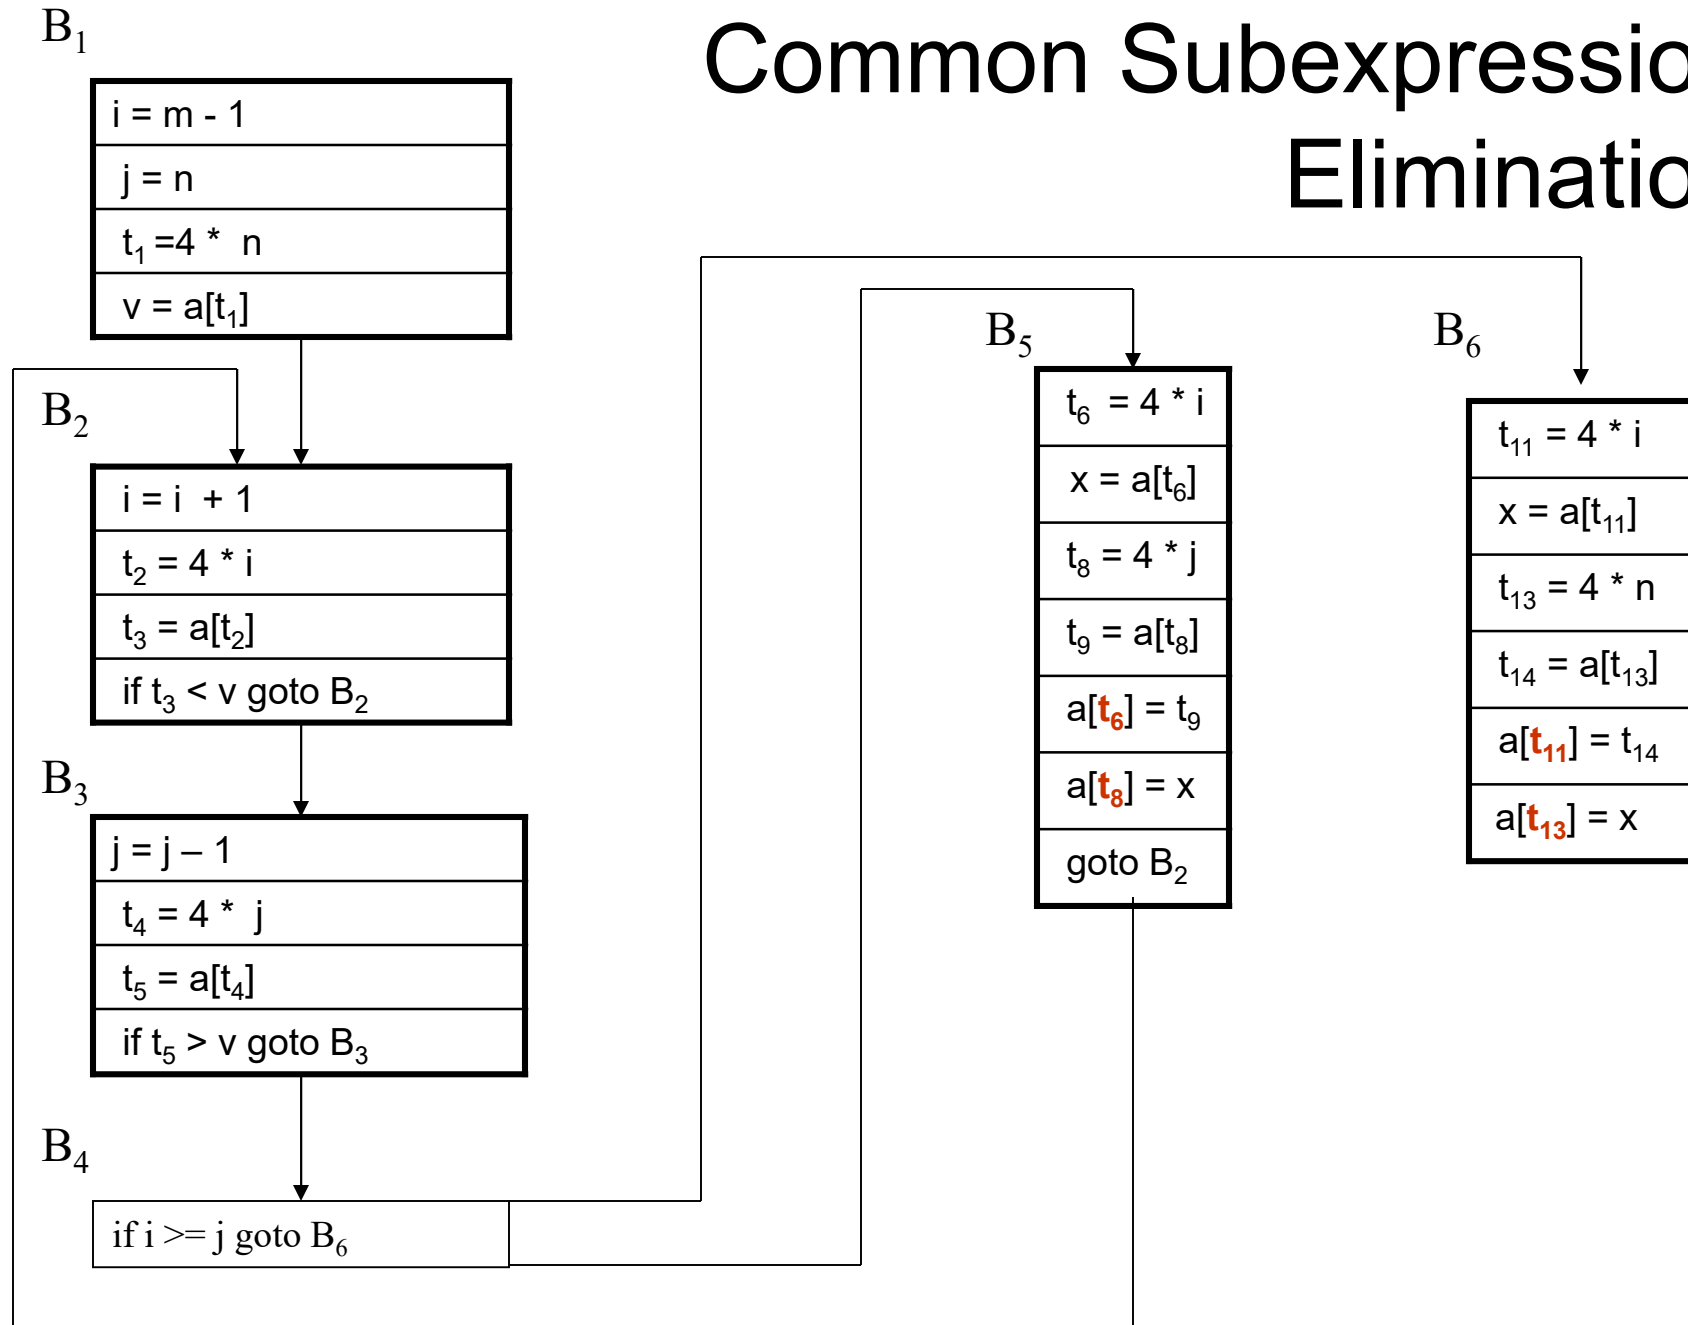 Common Subexpressio
Eliminatio
B₁
i = m - 1
j = n
t₁ =4 * n
v = a[t₁]
B₂
i = i + 1
t₂ = 4 * i
t₃ = a[t₂]
if t₃ < v goto B₂
B₃
j = j – 1
t₄ = 4 * j
t₅ = a[t₄]
if t₅ > v goto B₃
B₄
if i >= j goto B₆
B₅
t₆ = 4 * i
x = a[t₆]
t₈ = 4 * j
t₉ = a[t₈]
a[t₆] = t₉
a[t₈] = x
goto B₂
B₆
t₁₁ = 4 * i
x = a[t₁₁]
t₁₃ = 4 * n
t₁₄ = a[t₁₃]
a[t₁₁] = t₁₄
a[t₁₃] = x